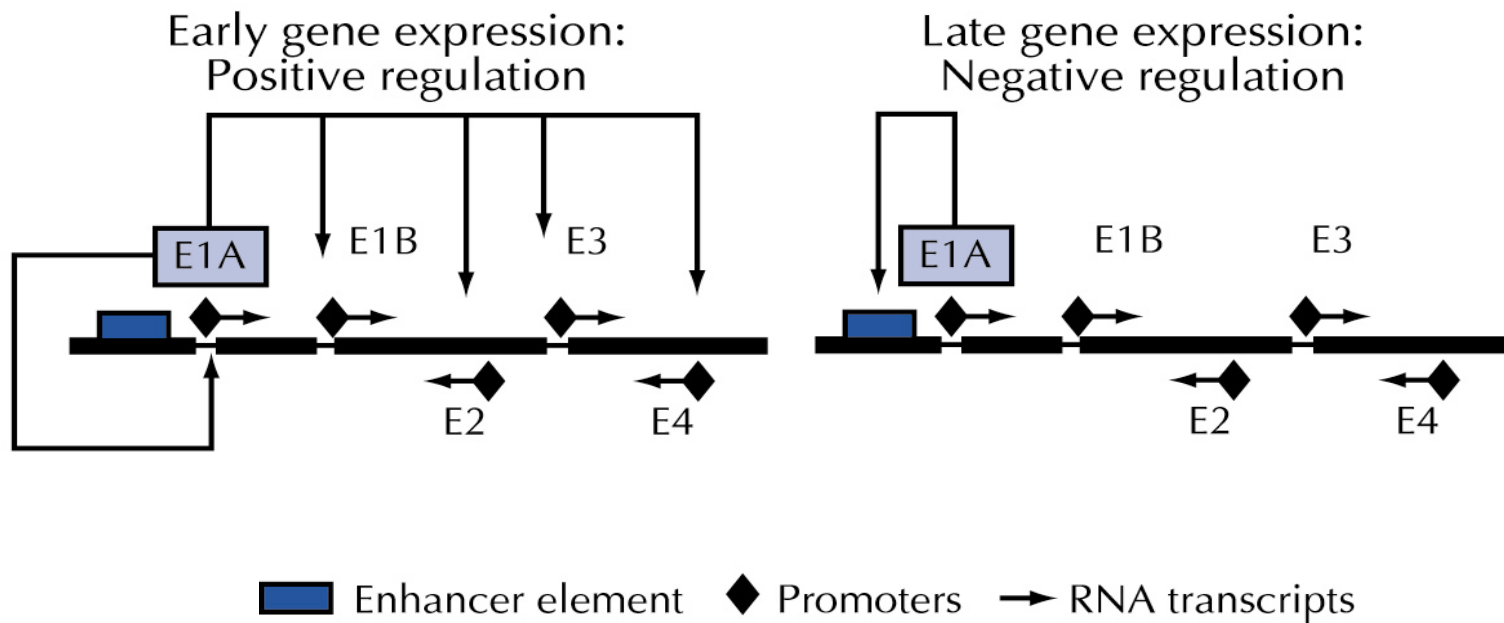 Early gene expression:
Positive regulation
E1A
E1B
E3
E2
E4
Late gene expression:
Negative regulation
E1A
E1B
E3
E2
E4
Enhancer element
Promoters
RNA transcripts